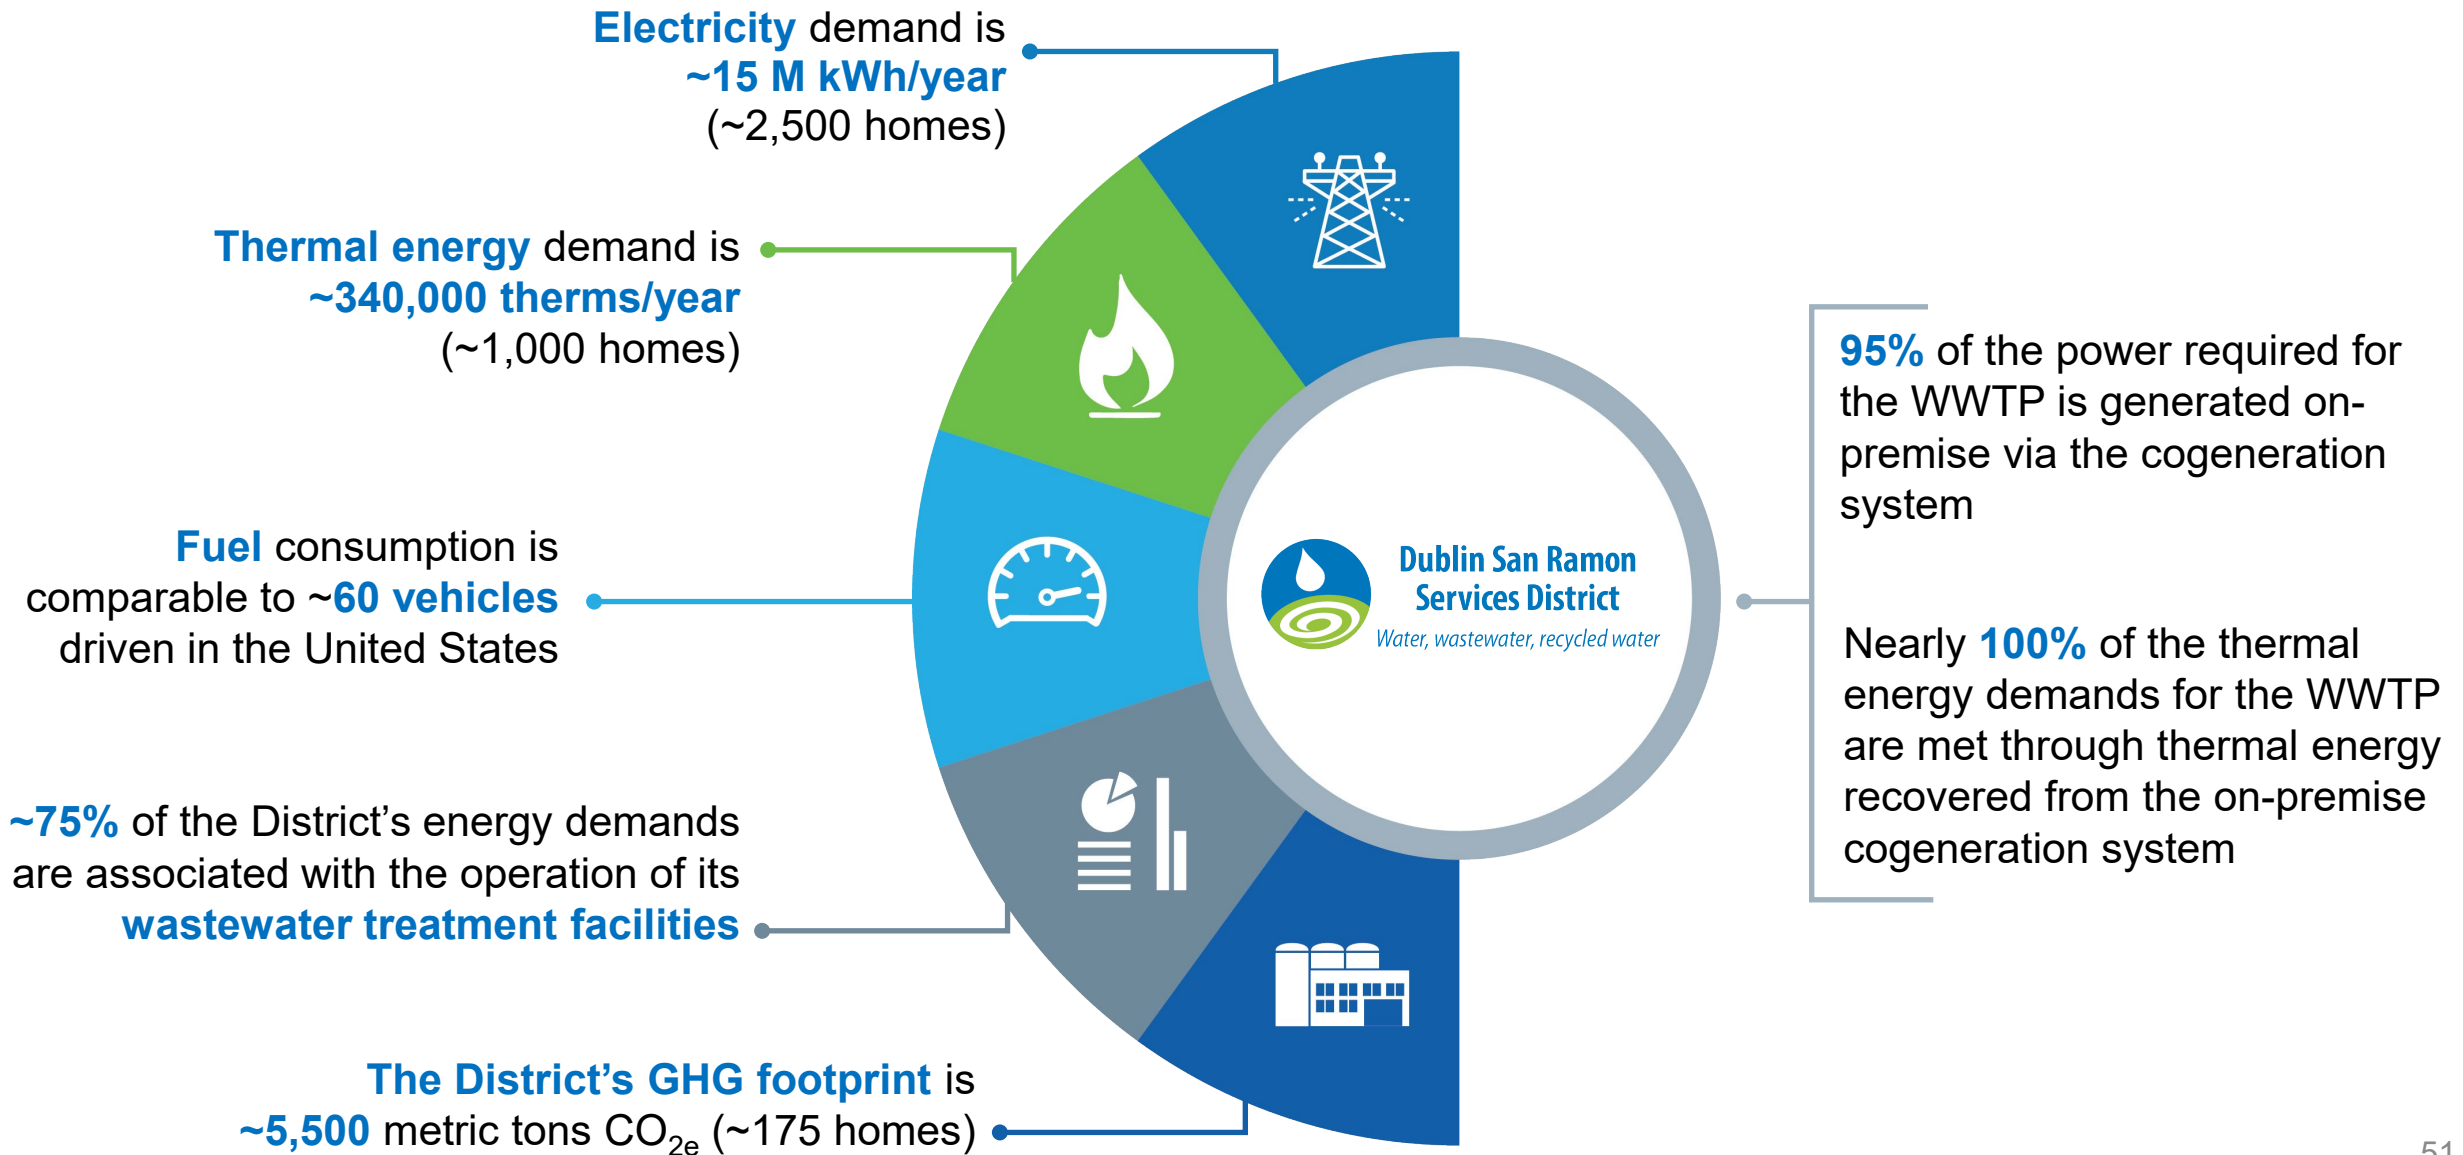 Electricity demand is
~15 M kWh/year
(~2,500 homes)
Thermal energy demand is
~340,000 therms/year
(~1,000 homes)
Fuel consumption is
comparable to ~60 vehicles
driven in the United States
~75% of the District’s energy demands
are associated with the operation of its
wastewater treatment facilities
The District’s GHG footprint is
~5,500 metric tons CO2e (~175 homes)
Dublin San Ramon
Services District
Water, wastewater, recycled water
95% of the power required for
the WWTP is generated on-
premise via the cogeneration
system
Nearly 100% of the thermal
energy demands for the WWTP
are met through thermal energy
recovered from the on-premise
cogeneration system
51